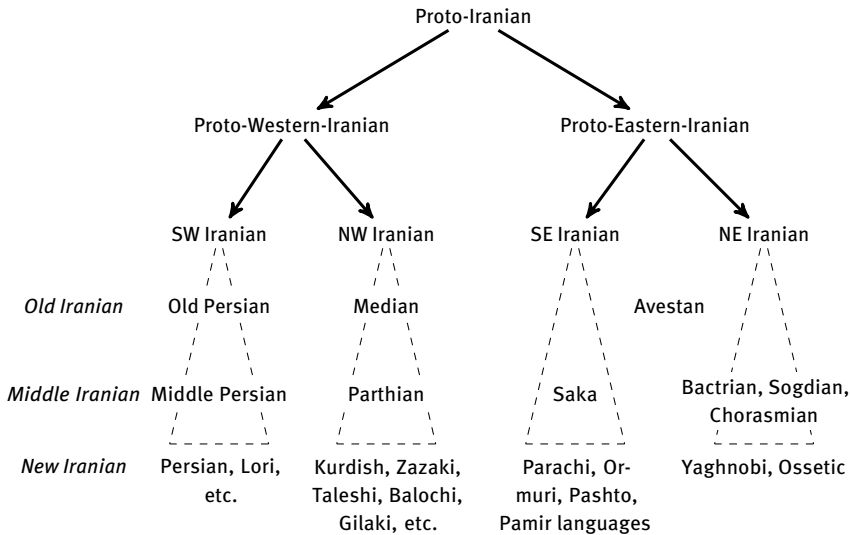 Proto-Iranian
Proto-Western-Iranian Proto-Eastern-Iranian
SW Iranian NW Iranian SE Iranian NE Iranian
Old Iranian Old Persian Median Avestan
Middle Iranian Middle Persian Parthian Saka Bactrian, Sogdian,
Chorasmian
New Iranian Persian, Lori, Kurdish, Zazaki, Parachi, Or- Yaghnobi, Ossetic
etc. Taleshi, Balochi, muri, Pashto,
Gilaki, etc. Pamir languages